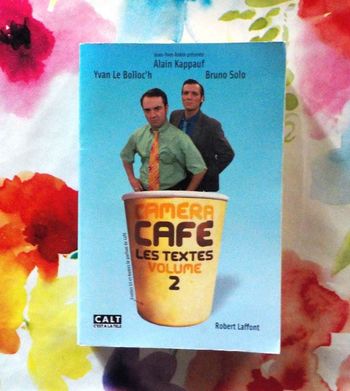 Jean-Yves Robin présente
Alain Kappauf
Yvan Le Bolloc'h
Bruno Solo
CAMERA
CAFÉ
LES TEXTES
VOLUME
2
CALT
C'EST À LA TÉLÉ
Robert Laffont